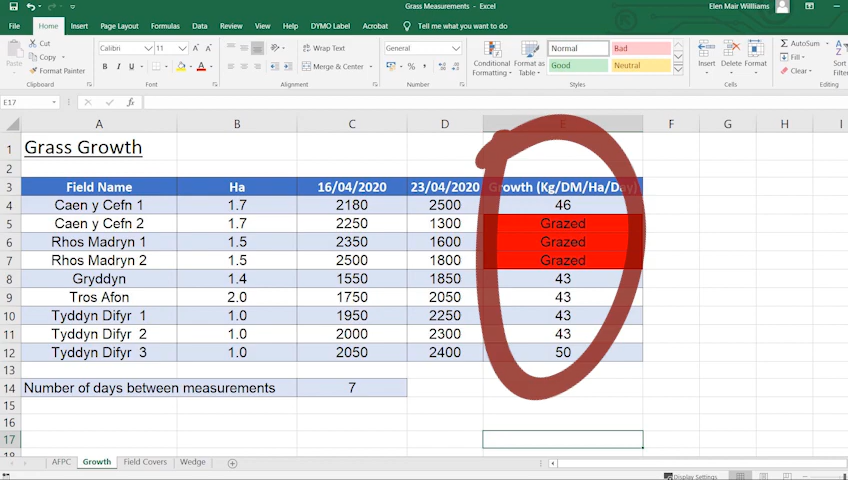 Grass Measurements - Excel
Elen Mair Williams
File Home Insert Page Layout Formulas Data Review View Help DYMO Label Acrobat Tell me what you want to do
Cut
Copy
Format Painter
Paste
Clipboard
Calibri 11
B I U
Font
Wrap Text
Merge & Center
Alignment
General
Number
Conditional Formatting
Format as Table
Normal Bad
Good Neutral
Styles
Insert Delete Format
Cells
AutoSum
Fill
Clear
Sort
Filter
Editing
E17
fx
A B C D E F G H I
1 Grass Growth
2
3 Field Name Ha 16/04/2020 23/04/2020 Growth (Kg/DM/Ha/Day)
4 Caen y Cefn 1 1.7 2180 2500 46
5 Caen y Cefn 2 1.7 2250 1300 Grazed
6 Rhos Madryn 1 1.5 2350 1600 Grazed
7 Rhos Madryn 2 1.5 2500 1800 Grazed
8 Gryddyn 1.4 1550 1850 43
9 Tros Afon 2.0 1750 2050 43
10 Tyddyn Difyr 1 1.0 1950 2250 43
11 Tyddyn Difyr 2 1.0 2000 2300 43
12 Tyddyn Difyr 3 1.0 2050 2400 50
13
14 Number of days between measurements 7
15
16
17
18
AFPC Growth Field Covers Wedge
Display Settings